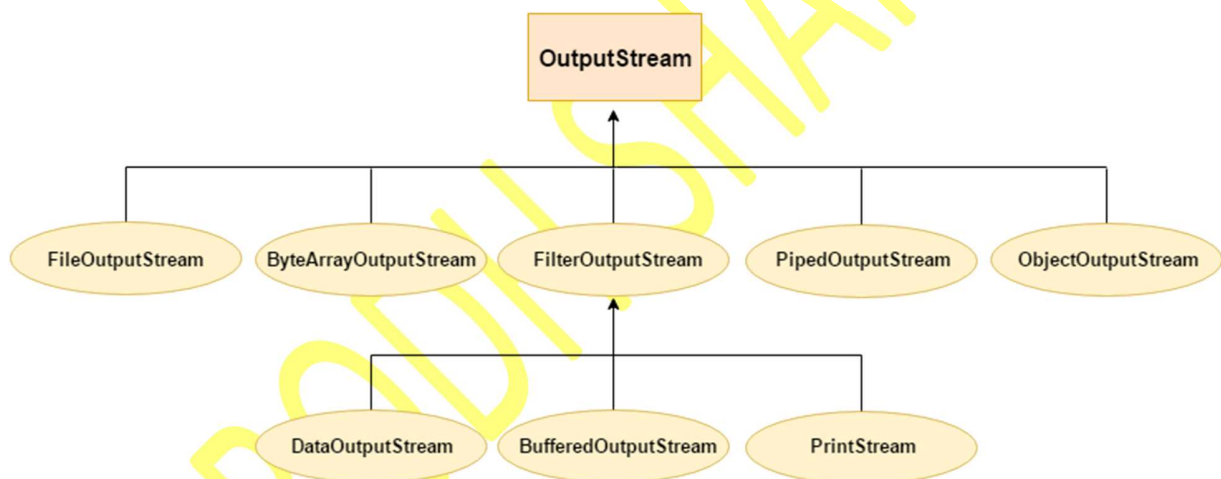 OutputStream
FileOutputStream
ByteArrayOutputStream
FilterOutputStream
PipedOutputStream
ObjectOutputStream
DataOutputStream
BufferedOutputStream
PrintStream